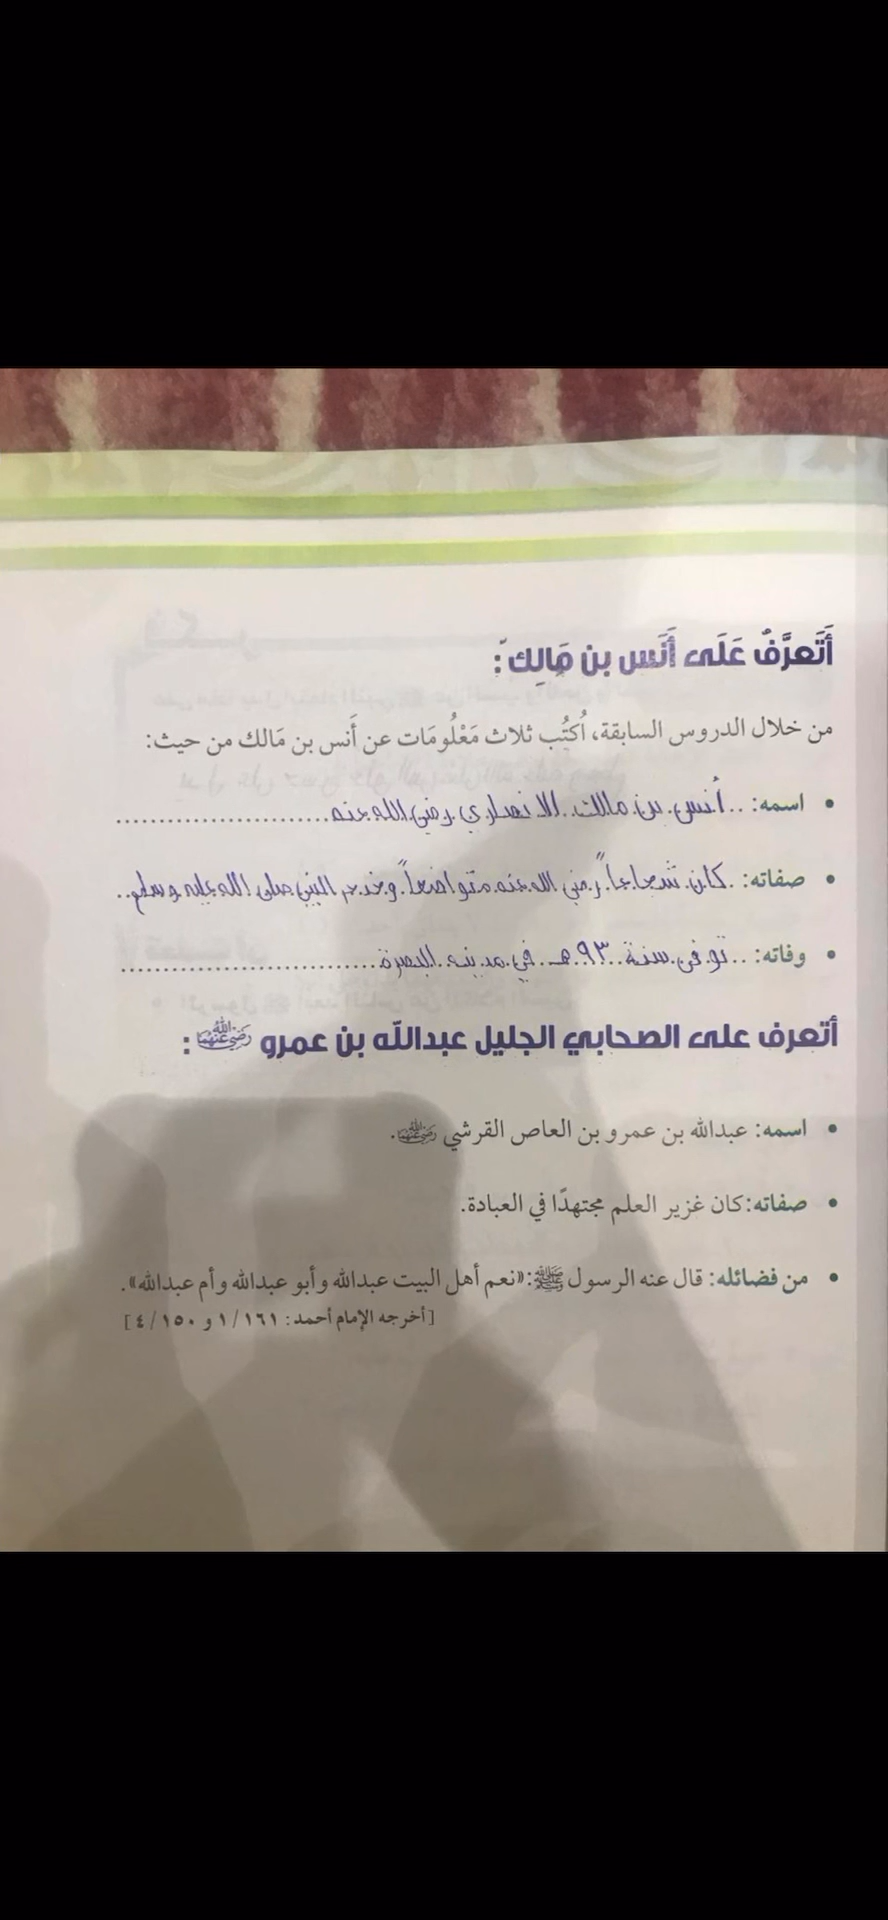 أَتَعرَّفُ عَلَى أَنَس بن مَالِك :
من خلال الدروس السابقة، أُكتُب ثلاث مَعْلُومَات عن أَنس بن مَالك من حيث:
• اسمه: أنس بن مالك الانصاري رضي الله عنه
• صفاته: كان شجاعاً رضي الله عنه متواضعاً وخدم النبي صلى الله عليه وسلم
• وفاته: توفى سنة ٩٣هـ في مدينه البصرة
أتعرف على الصحابي الجليل عبدالله بن عمرو رضي الله عنهما :
• اسمه: عبدالله بن عمرو بن العاص القرشي رضي الله عنهما.
• صفاته: كان غزير العلم مجتهدًا في العبادة.
• من فضائله: قال عنه الرسول ﷺ: «نعم أهل البيت عبدالله وأبو عبدالله وأم عبدالله».
[أخرجه الإمام أحمد: ١/١٦١ و ٤/١٥٠]